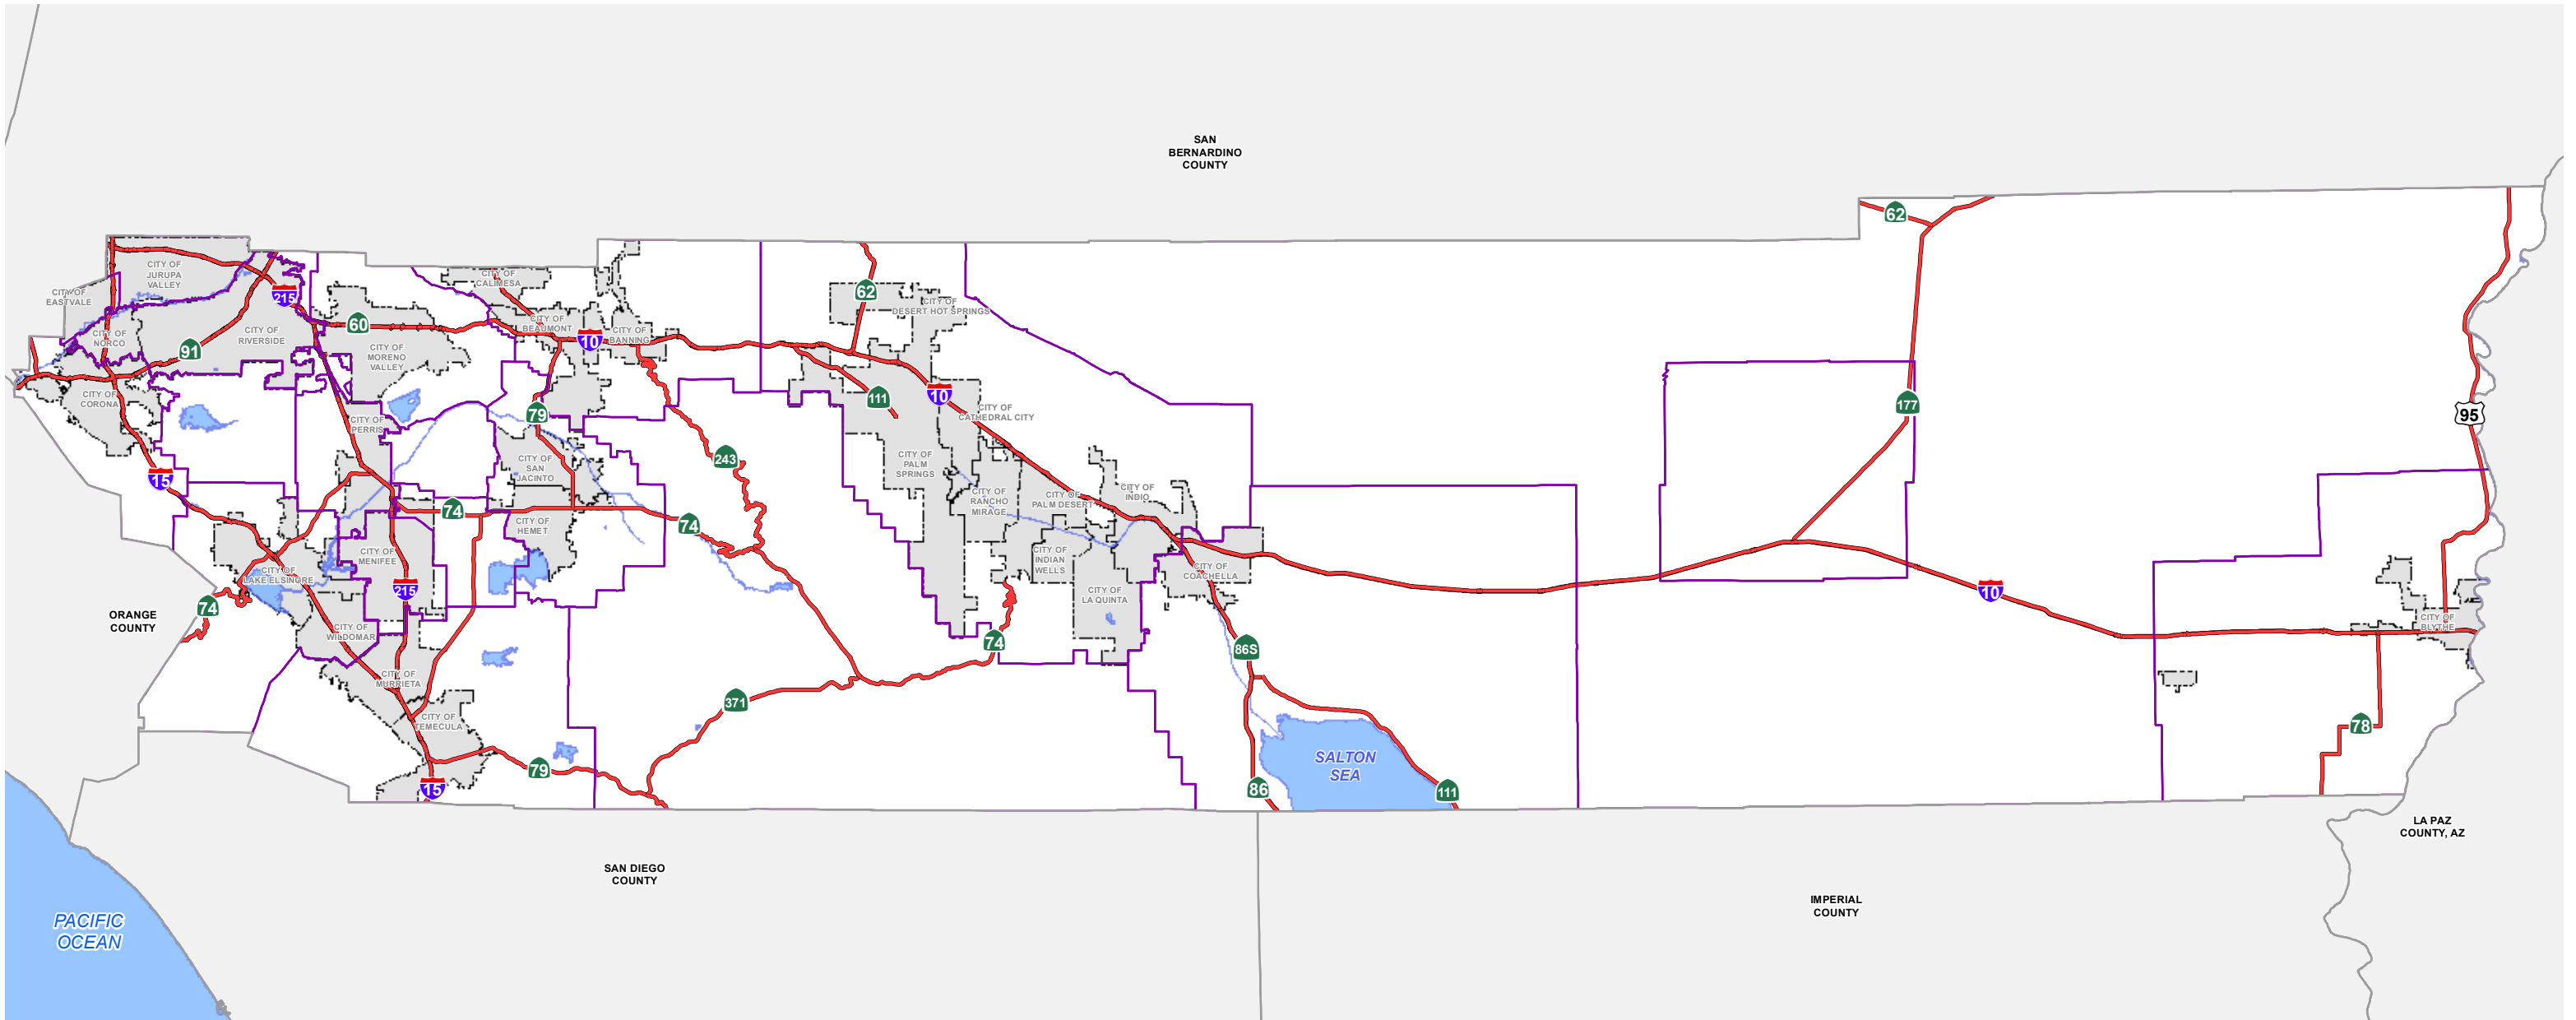 SAN
BERNARDINO
COUNTY
62
CITY OF
JURUPA
VALLEY
CITY OF
EASTVALE
215
CITY OF
CALIMESA
62
CITY OF
DESERT HOT SPRINGS
CITY OF
NORCO
CITY OF
RIVERSIDE
60
CITY OF
BEAUMONT
10
CITY OF
BANNING
91
CITY OF
MORENO
VALLEY
CITY OF
CORONA
111
10
177
95
CITY OF
PERRIS
79
CITY OF
CATHEDRAL CITY
243
CITY OF
PALM
SPRINGS
15
CITY OF
SAN
JACINTO
CITY OF
RANCHO
MIRAGE
CITY OF
PALM DESERT
CITY OF
INDIO
74
CITY OF
HEMET
74
CITY OF
MENIFEE
CITY OF
INDIAN
WELLS
CITY OF
COACHELLA
CITY OF
LAKE ELSINORE
215
CITY OF
LA QUINTA
10
ORANGE
COUNTY
74
CITY OF
WILDOMAR
74
86S
CITY OF
BLYTHE
CITY OF
MURRIETA
371
CITY OF
TEMECULA
78
79
SALTON
SEA
15
86
111
LA PAZ
COUNTY, AZ
SAN DIEGO
COUNTY
IMPERIAL
COUNTY
PACIFIC
OCEAN